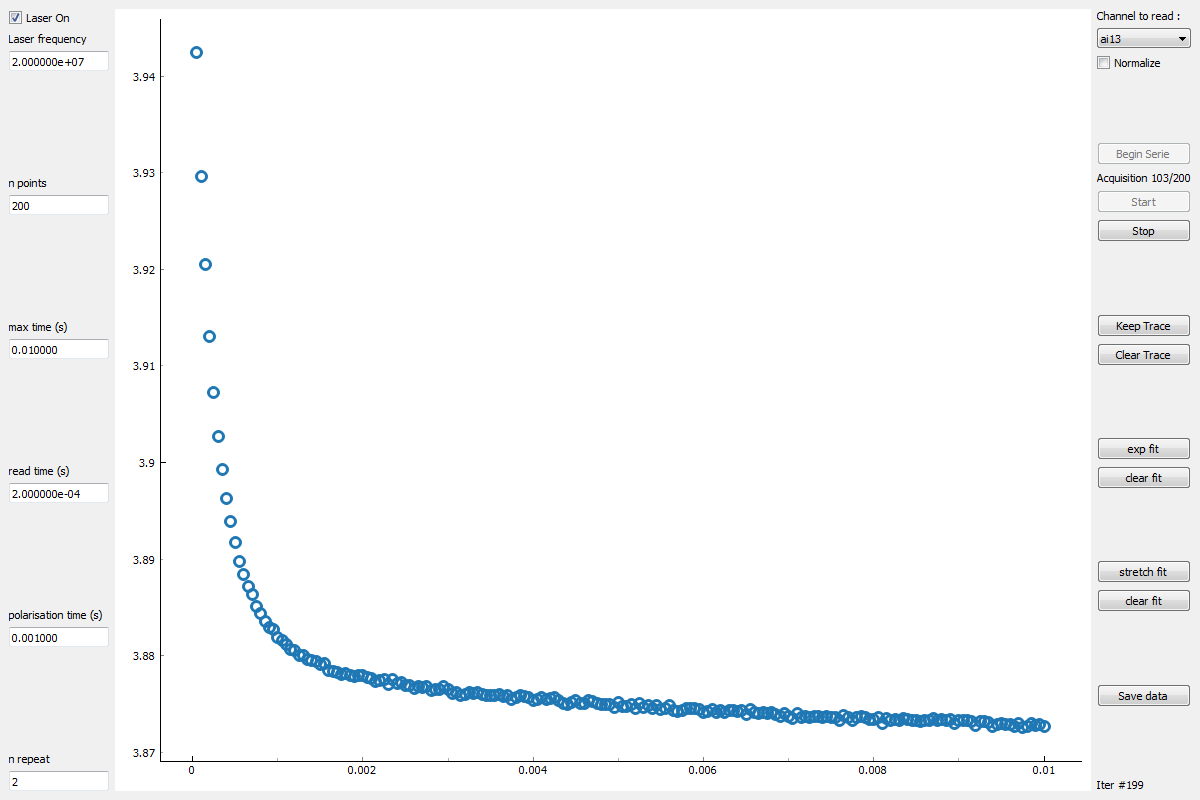 Laser On
Laser frequency
2.000000e+07
n points
200
max time (s)
0.010000
read time (s)
2.000000e-04
polarisation time (s)
0.001000
n repeat
2
3.94
3.93
3.92
3.91
3.9
3.89
3.88
3.87
0
0.002
0.004
0.006
0.008
0.01
Channel to read :
ai13
Normalize
Begin Serie
Acquisition 103/200
Start
Stop
Keep Trace
Clear Trace
exp fit
clear fit
stretch fit
clear fit
Save data
Iter #199